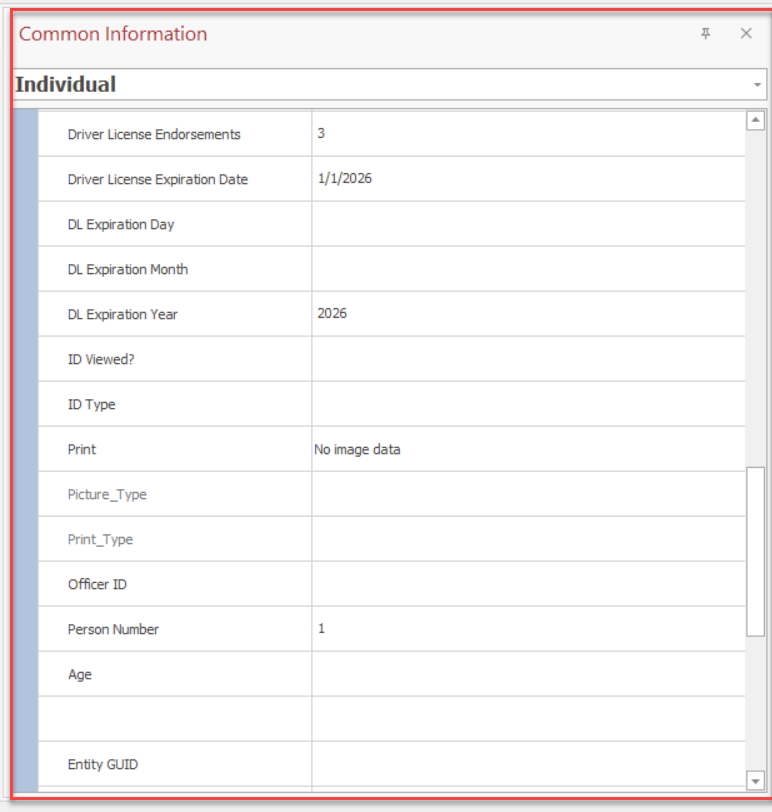 Common Information
Individual
Driver License Endorsements 3
Driver License Expiration Date 1/1/2026
DL Expiration Day
DL Expiration Month
DL Expiration Year 2026
ID Viewed?
ID Type
Print No image data
Picture_Type
Print_Type
Officer ID
Person Number 1
Age
Entity GUID